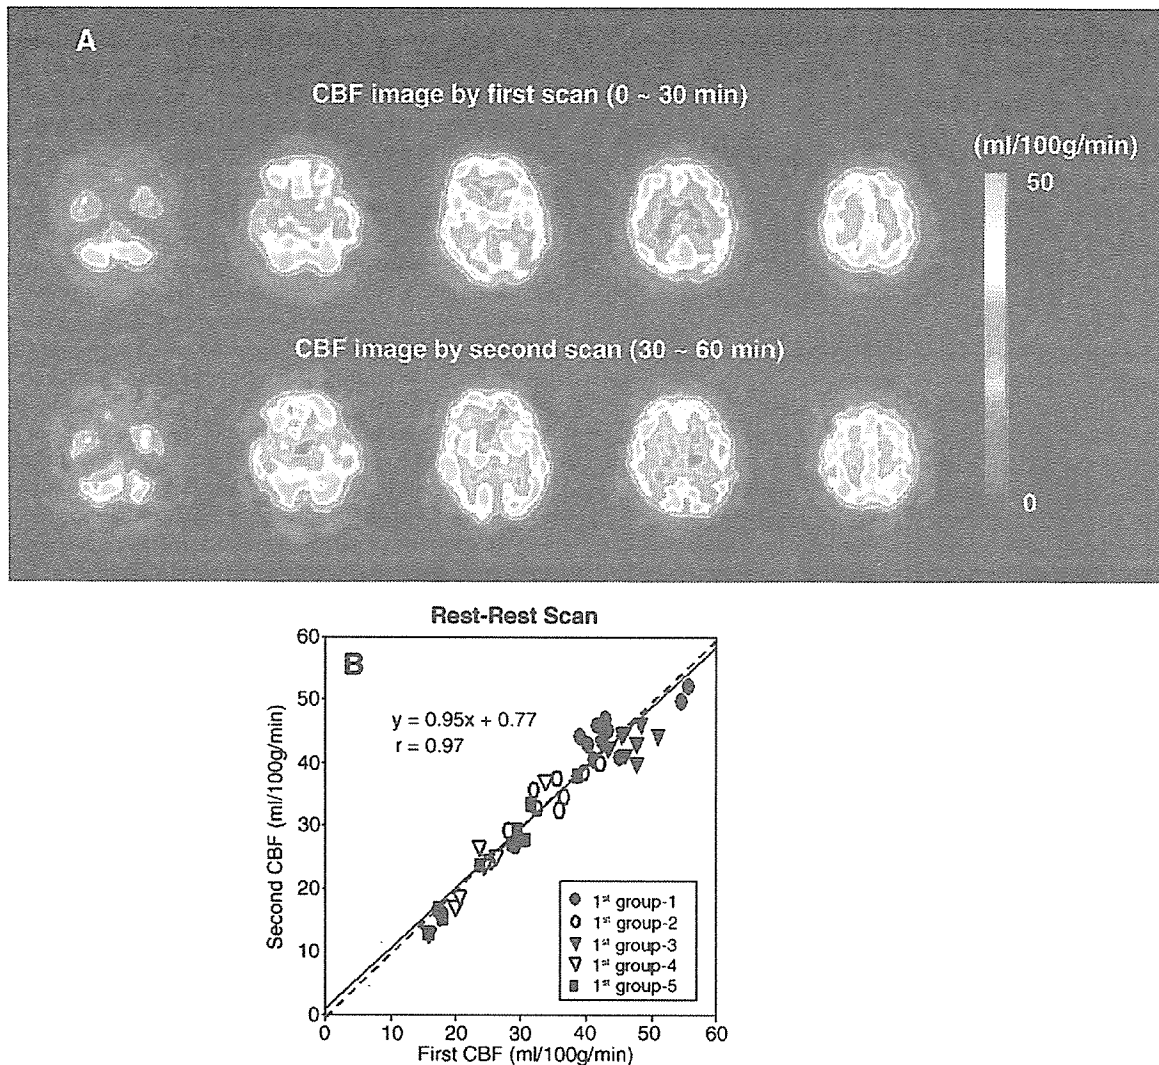 A
CBF image by first scan (0 ~ 30 min)
(ml/100g/min)
50
CBF image by second scan (30 ~ 60 min)
0
Rest-Rest Scan
B
y = 0.95x + 0.77
r = 0.97
60
50
40
30
20
10
0
Second CBF (ml/100g/min)
1st group-1
1st group-2
1st group-3
1st group-4
1st group-5
0 10 20 30 40 50 60
First CBF (ml/100g/min)